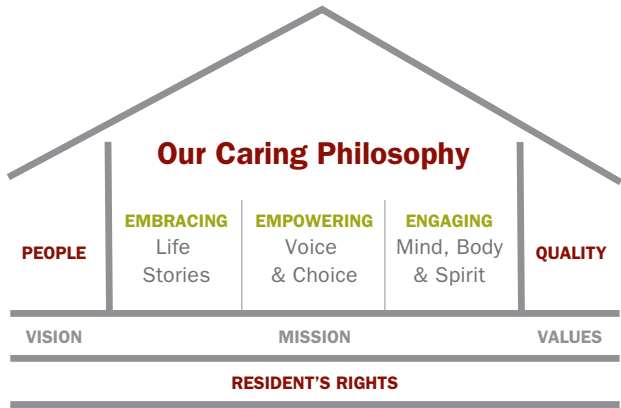 Our Caring Philosophy
PEOPLE
EMBRACING
Life
Stories
EMPOWERING
Voice
& Choice
ENGAGING
Mind, Body
& Spirit
QUALITY
VISION
MISSION
VALUES
RESIDENT’S RIGHTS